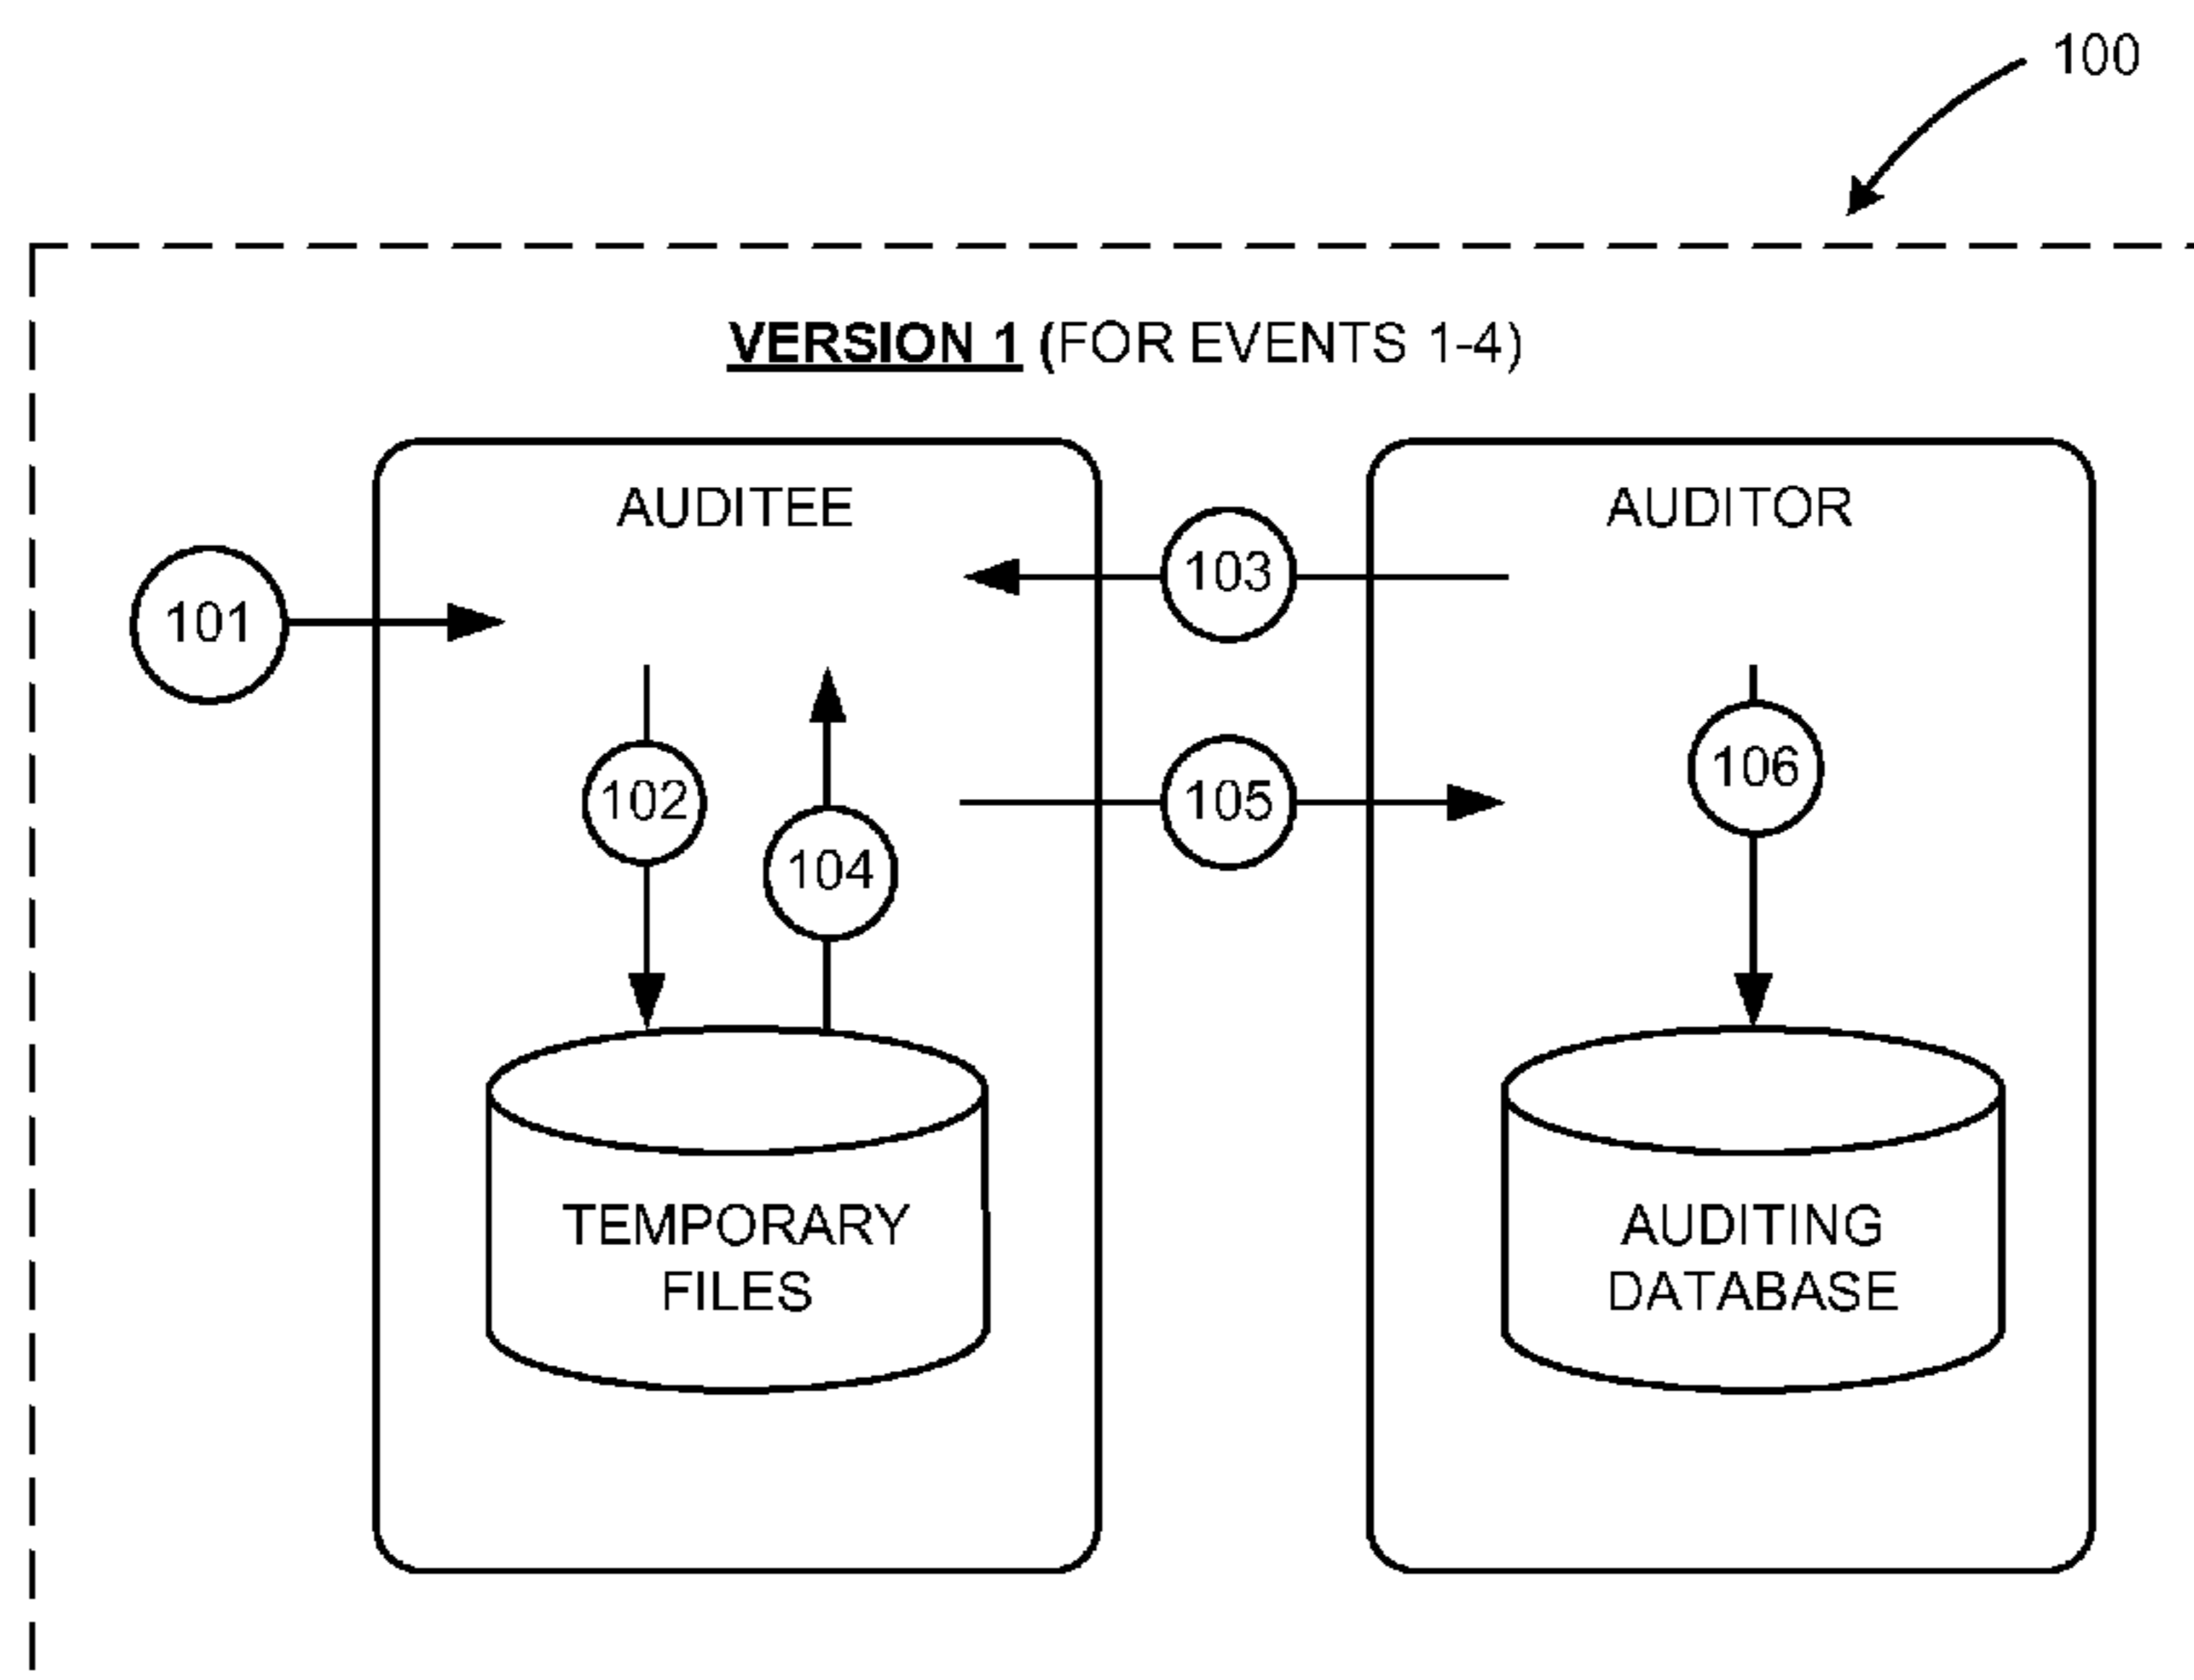 100
VERSION 1 (FOR EVENTS 1-4)
AUDITEE
AUDITOR
103
101
102
105
106
104
TEMPORARY
FILES
AUDITING
DATABASE